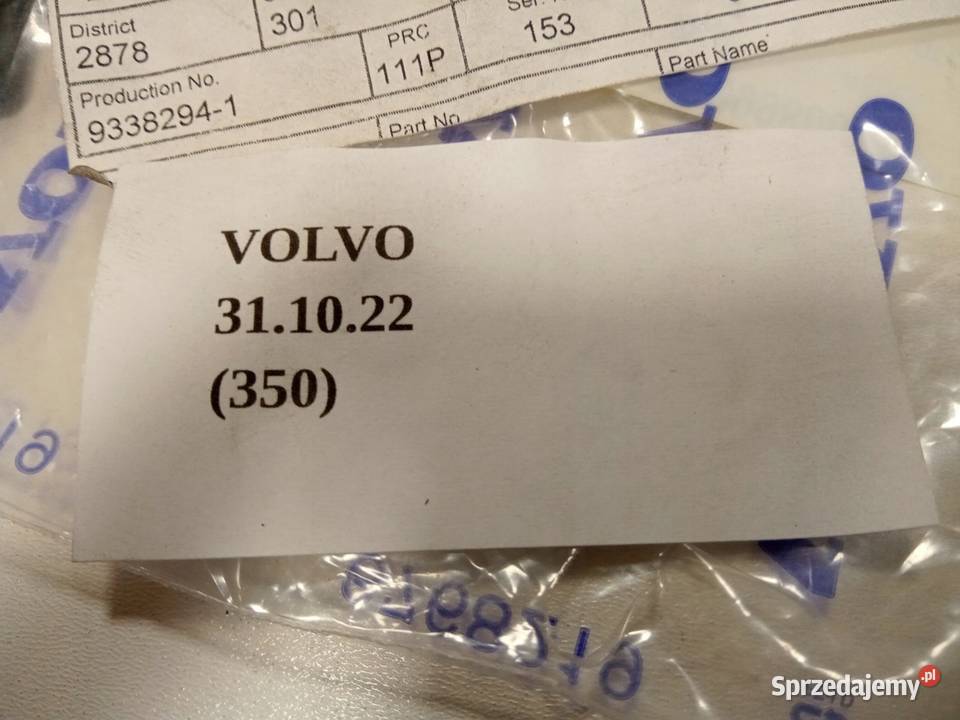 District
2878
301
PRC
111P
153
Production No.
9338294-1
Part No
Part Name
VOLVO
31.10.22
(350)
Sprzedajemy.pl